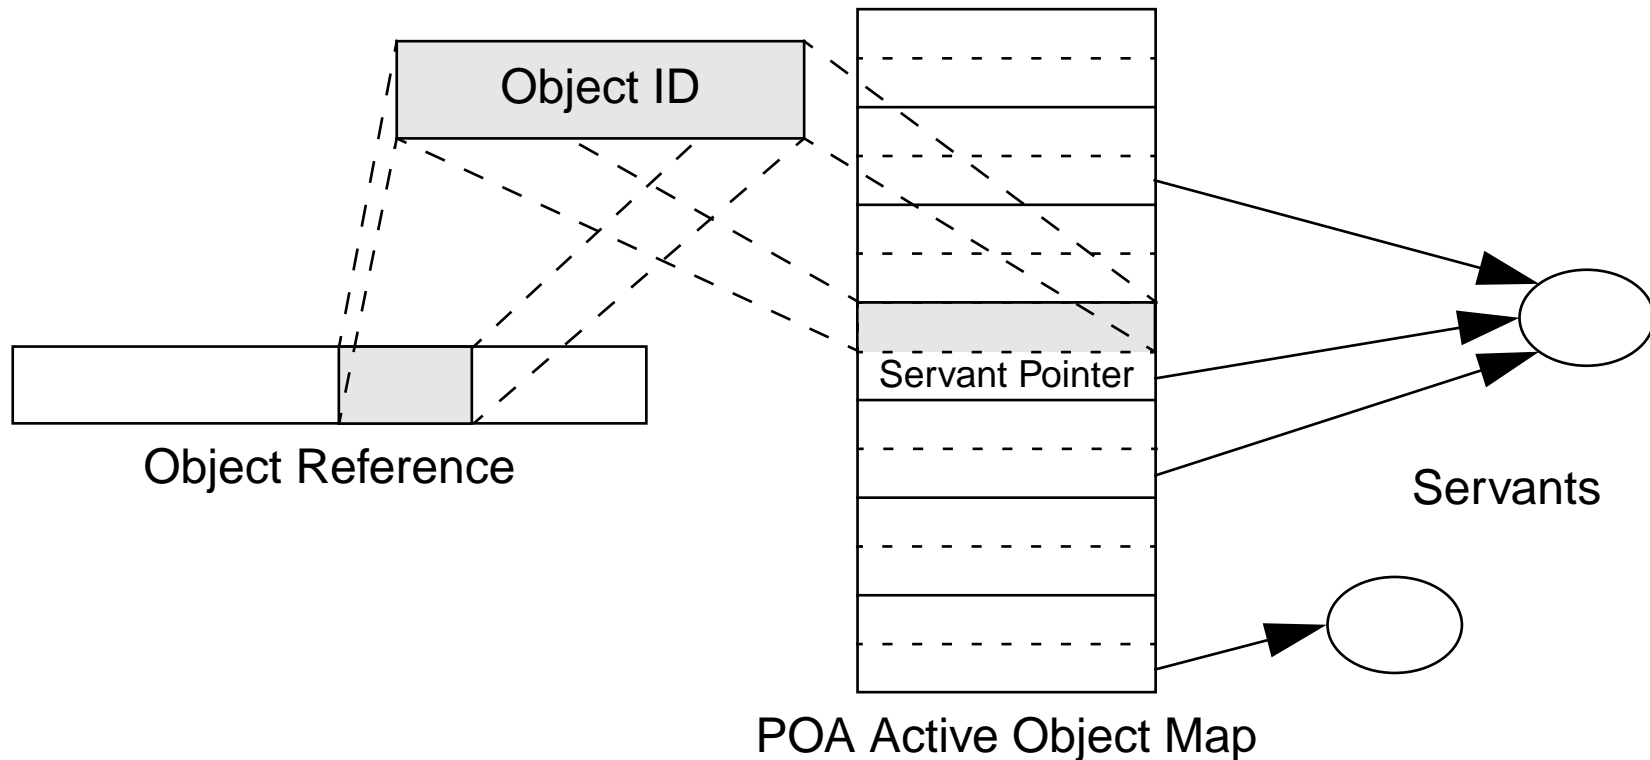 Object ID
Servant Pointer
Object Reference
Servants
POA Active Object Map